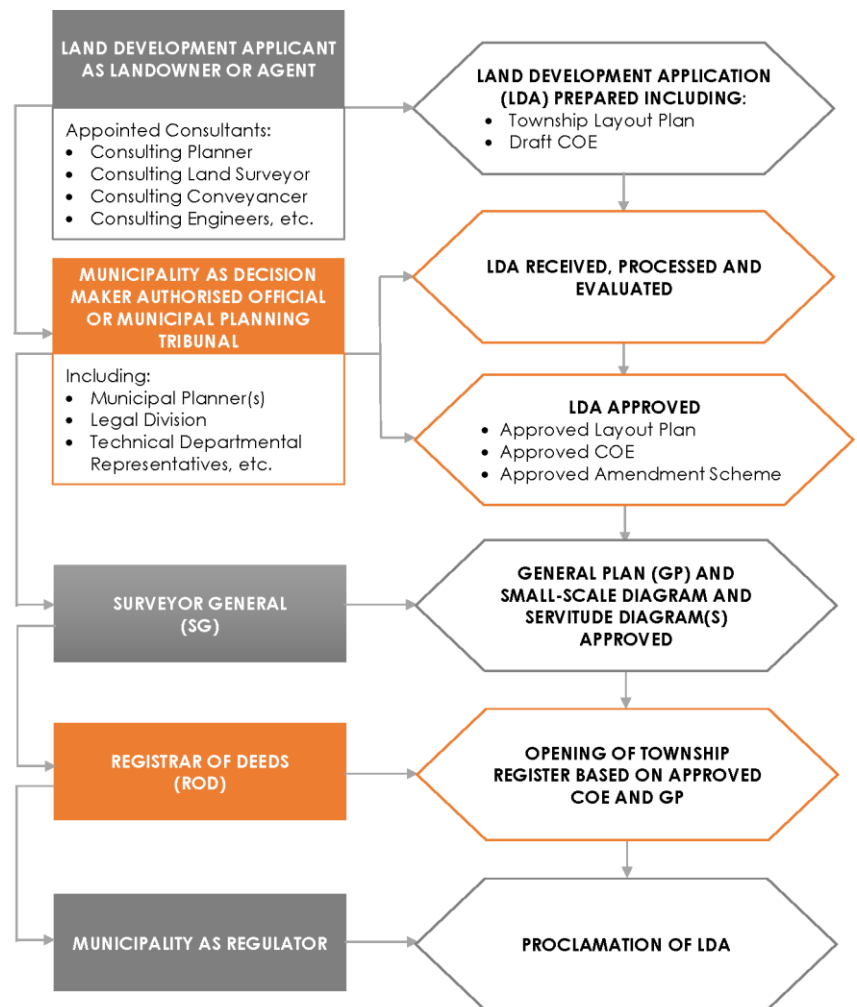 LAND DEVELOPMENT APPLICANT
AS LANDOWNER OR AGENT
Appointed Consultants:
• Consulting Planner
• Consulting Land Surveyor
• Consulting Conveyancer
• Consulting Engineers, etc.
LAND DEVELOPMENT APPLICATION
(LDA) PREPARED INCLUDING:
• Township Layout Plan
• Draft COE
MUNICIPALITY AS DECISION
MAKER AUTHORISED OFFICIAL
OR MUNICIPAL PLANNING
TRIBUNAL
Including:
• Municipal Planner(s)
• Legal Division
• Technical Departmental
Representatives, etc.
LDA RECEIVED, PROCESSED AND
EVALUATED
LDA APPROVED
• Approved Layout Plan
• Approved COE
• Approved Amendment Scheme
SURVEYOR GENERAL
(SG)
GENERAL PLAN (GP) AND
SMALL-SCALE DIAGRAM AND
SERVITUDE DIAGRAM(S)
APPROVED
REGISTRAR OF DEEDS
(ROD)
OPENING OF TOWNSHIP
REGISTER BASED ON APPROVED
COE AND GP
MUNICIPALITY AS REGULATOR
PROCLAMATION OF LDA